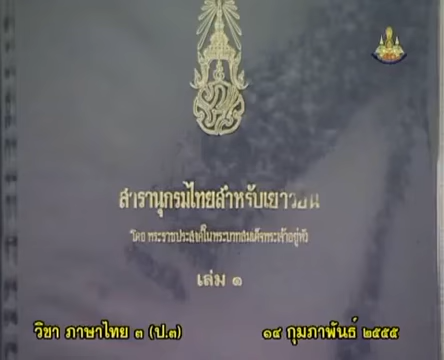 สารานุกรมไทยสำหรับเยาวชน
โดย พระราชประสงค์ในพระบาทสมเด็จพระเจ้าอยู่หัว
เล่ม ๑
วิชา ภาษาไทย ๓ (ป.๓)
๑๔ กุมภาพันธ์ ๒๕๕๕